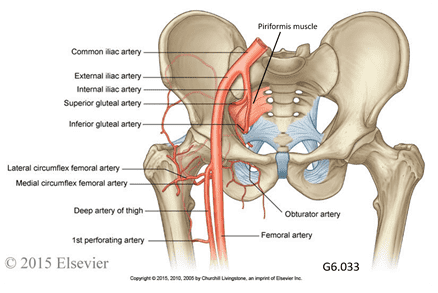 Piriformis muscle
Common iliac artery
External iliac artery
Internal iliac artery
Superior gluteal artery
Inferior gluteal artery
Lateral circumflex femoral artery
Medial circumflex femoral artery
Deep artery of thigh
Obturator artery
1st perforating artery
Femoral artery
© 2015 Elsevier
G6.033
Copyright © 2015, 2010, 2005 by Churchill Livingstone, an imprint of Elsevier Inc.